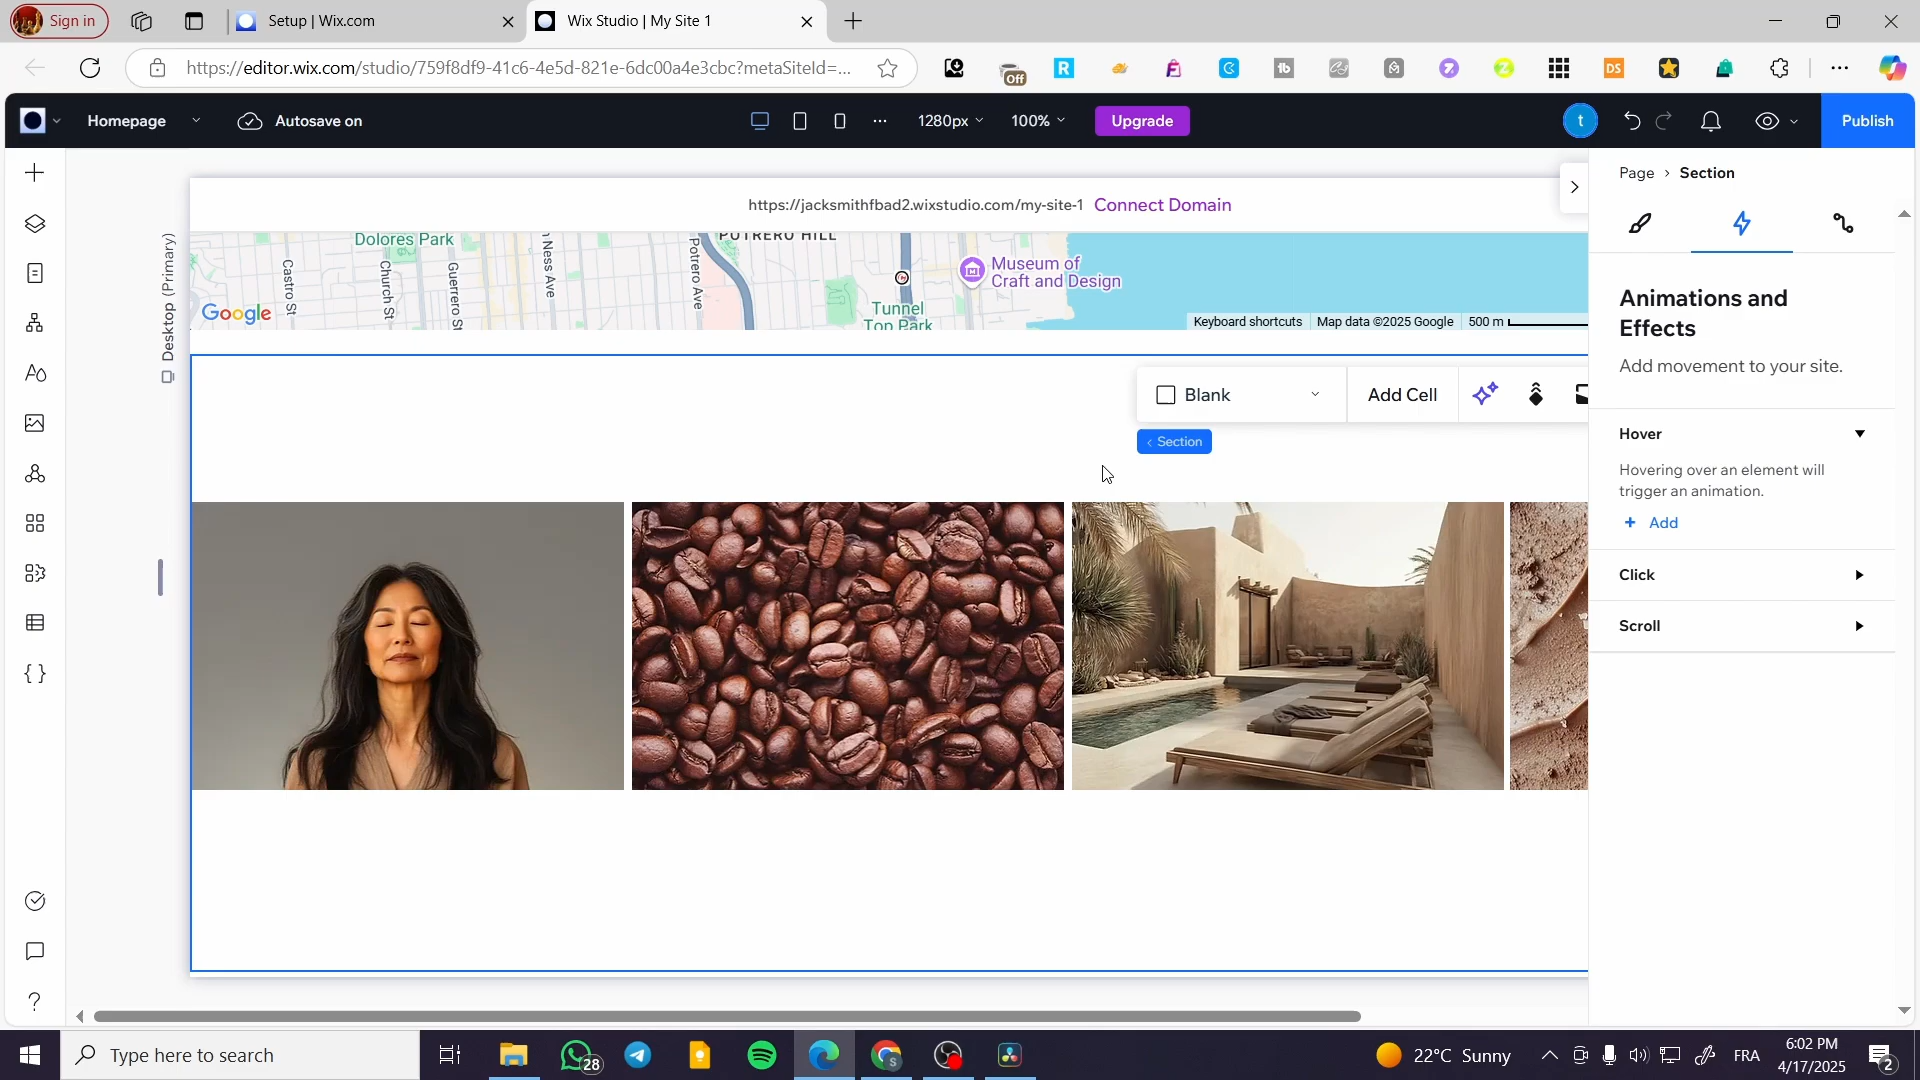 Sign in
Setup | Wix.com
Wix Studio | My Site 1
https://editor.wix.com/studio/759f8df9-41c6-4e5d-821e-6dc00a4e3cbc?metaSiteId=...
Off
Homepage
Autosave on
1280px
100%
Upgrade
t
Publish
https://jacksmithfbad2.wixstudio.com/my-site-1 Connect Domain
Desktop (Primary)
Dolores Park
Castro St
Church St
Guerrero St
Ness Ave
Potrero Ave
POTRERO HILL
Museum of
Craft and Design
Tunnel
Top Park
Google
Keyboard shortcuts
Map data ©2025 Google
500 m
Blank
Add Cell
< Section
Page > Section
Animations and
Effects
Add movement to your site.
Hover
Hovering over an element will
trigger an animation.
+ Add
Click
Scroll
Type here to search
28
22°C Sunny
FRA
6:02 PM
4/17/2025
2